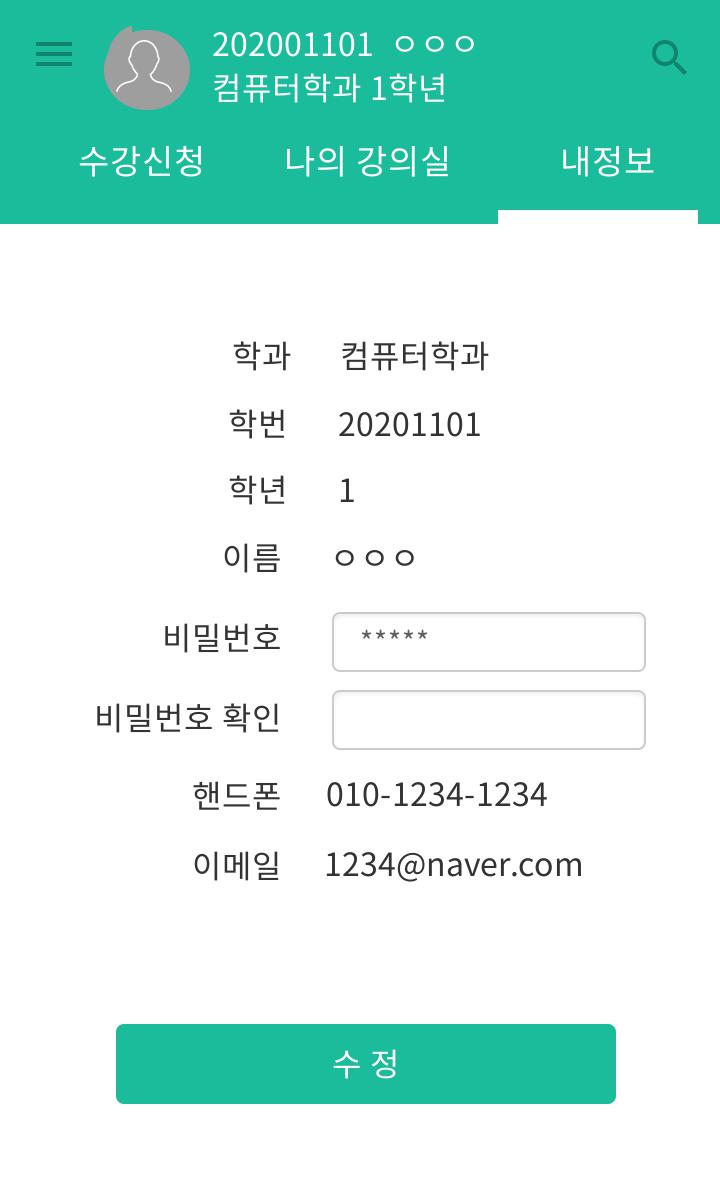 202001101 ㅇㅇㅇ
컴퓨터학과 1학년
수강신청 나의 강의실 내정보
학과 컴퓨터학과
학번 20201101
학년 1
이름 ㅇㅇㅇ
비밀번호 *****
비밀번호 확인
핸드폰 010-1234-1234
이메일 1234@naver.com
수 정